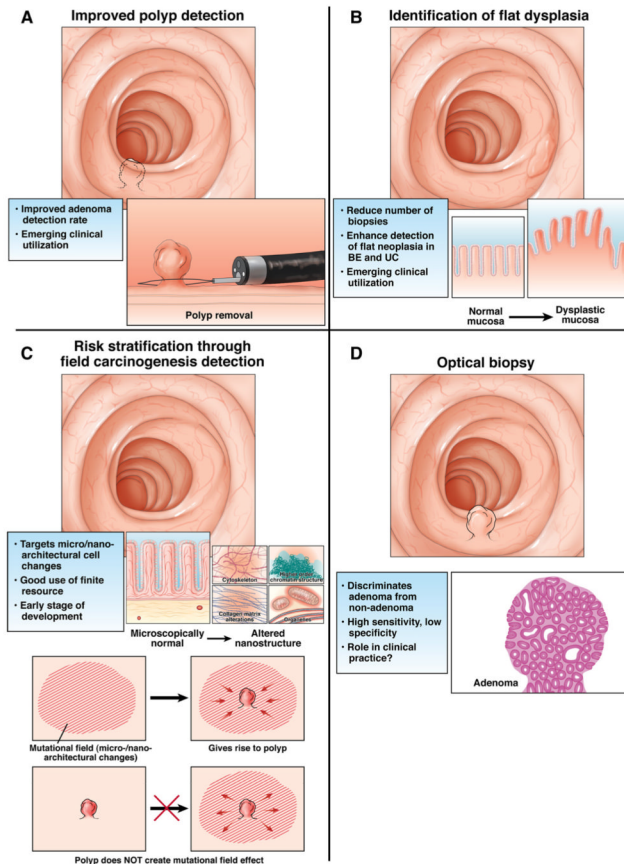 A
Improved polyp detection
• Improved adenoma
detection rate
• Emerging clinical
utilization
Polyp removal
B
Identification of flat dysplasia
• Reduce number of
biopsies
• Enhance detection
of flat neoplasia in
BE and UC
• Emerging clinical
utilization
Normal
mucosa
Dysplastic
mucosa
C
Risk stratification through
field carcinogenesis detection
• Targets micro/nano-
architectural cell
changes
• Good use of finite
resource
• Early stage of
development
Cytoskeleton
chromatin structure
Collagen matrix
alterations
Organelles
Microscopically
normal
Altered
nanostructure
Mutational field (micro-/nano-
architectural changes)
Gives rise to polyp
Polyp does NOT create mutational field effect
D
Optical biopsy
• Discriminates
adenoma from
non-adenoma
• High sensitivity, low
specificity
• Role in clinical
practice?
Adenoma